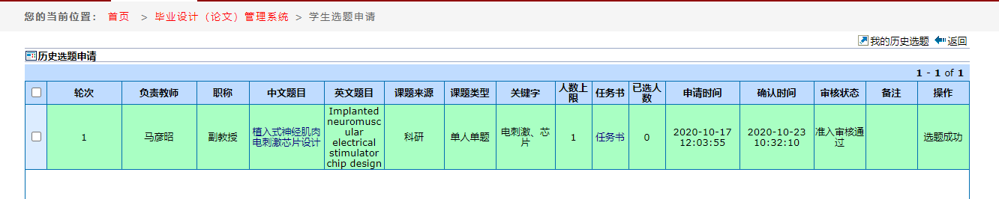 您的当前位置： 首页 > 毕业设计（论文）管理系统 > 学生选题申请
我的历史选题 返回
历史选题申请
1 - 1 of 1
轮次 负责教师 职称 中文题目 英文题目 课题来源 课题类型 关键字 人数上限 任务书 已选人数 申请时间 确认时间 审核状态 备注 操作
1 马彦昭 副教授 植入式神经肌肉电刺激芯片设计 Implanted neuromuscular electrical stimulator chip design 科研 单人单题 电刺激、芯片 1 任务书 0 2020-10-17 12:03:55 2020-10-23 10:32:10 准入审核通过 选题成功